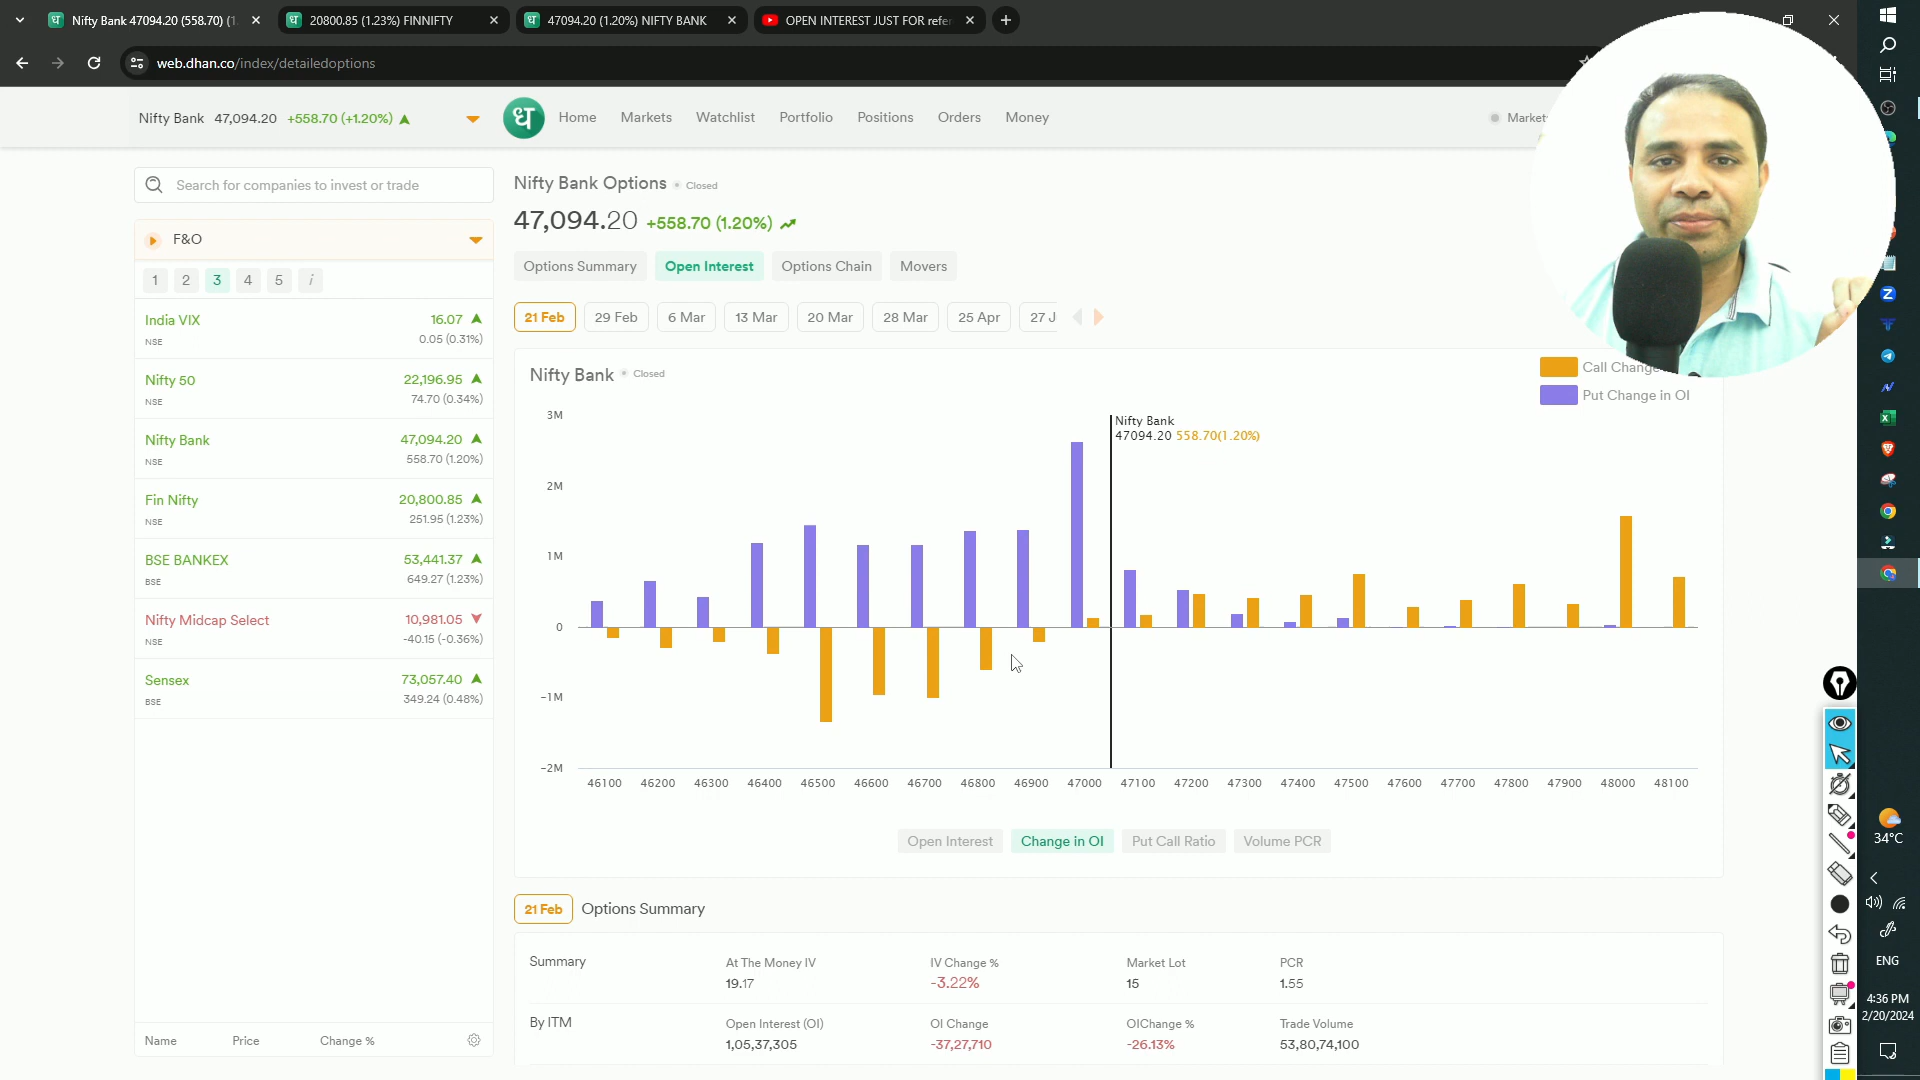 Nifty Bank 47094.20 (558.70) (1.
20800.85 (1.23%) FINNIFTY
47094.20 (1.20%) NIFTY BANK
OPEN INTEREST JUST FOR refer
web.dhan.co/index/detailedoptions
Nifty Bank 47,094.20 +558.70 (+1.20%)
ध
Home
Markets
Watchlist
Portfolio
Positions
Orders
Money
Market
Search for companies to invest or trade
F&O
1 2 3 4 5 i
India VIX 16.07
NSE 0.05 (0.31%)
Nifty 50 22,196.95
NSE 74.70 (0.34%)
Nifty Bank 47,094.20
NSE 558.70 (1.20%)
Fin Nifty 20,800.85
NSE 251.95 (1.23%)
BSE BANKEX 53,441.37
BSE 649.27 (1.23%)
Nifty Midcap Select 10,981.05
NSE -40.15 (-0.36%)
Sensex 73,057.40
BSE 349.24 (0.48%)
Name Price Change %
Nifty Bank Options Closed
47,094.20 +558.70 (1.20%)
Options Summary
Open Interest
Options Chain
Movers
21 Feb
29 Feb
6 Mar
13 Mar
20 Mar
28 Mar
25 Apr
27 J
Nifty Bank Closed
Call Change
Put Change in OI
Nifty Bank
47094.20 558.70(1.20%)
3M
2M
1M
0
-1M
-2M
46100 46200 46300 46400 46500 46600 46700 46800 46900 47000 47100 47200 47300 47400 47500 47600 47700 47800 47900 48000 48100
Open Interest
Change in OI
Put Call Ratio
Volume PCR
21 Feb Options Summary
Summary
At The Money IV
IV Change %
Market Lot
PCR
19.17
-3.22%
15
1.55
By ITM
Open Interest (OI)
OI Change
OIChange %
Trade Volume
1,05,37,305
-37,27,710
-26.13%
53,80,74,100
34°C
ENG
4:36 PM
2/20/2024